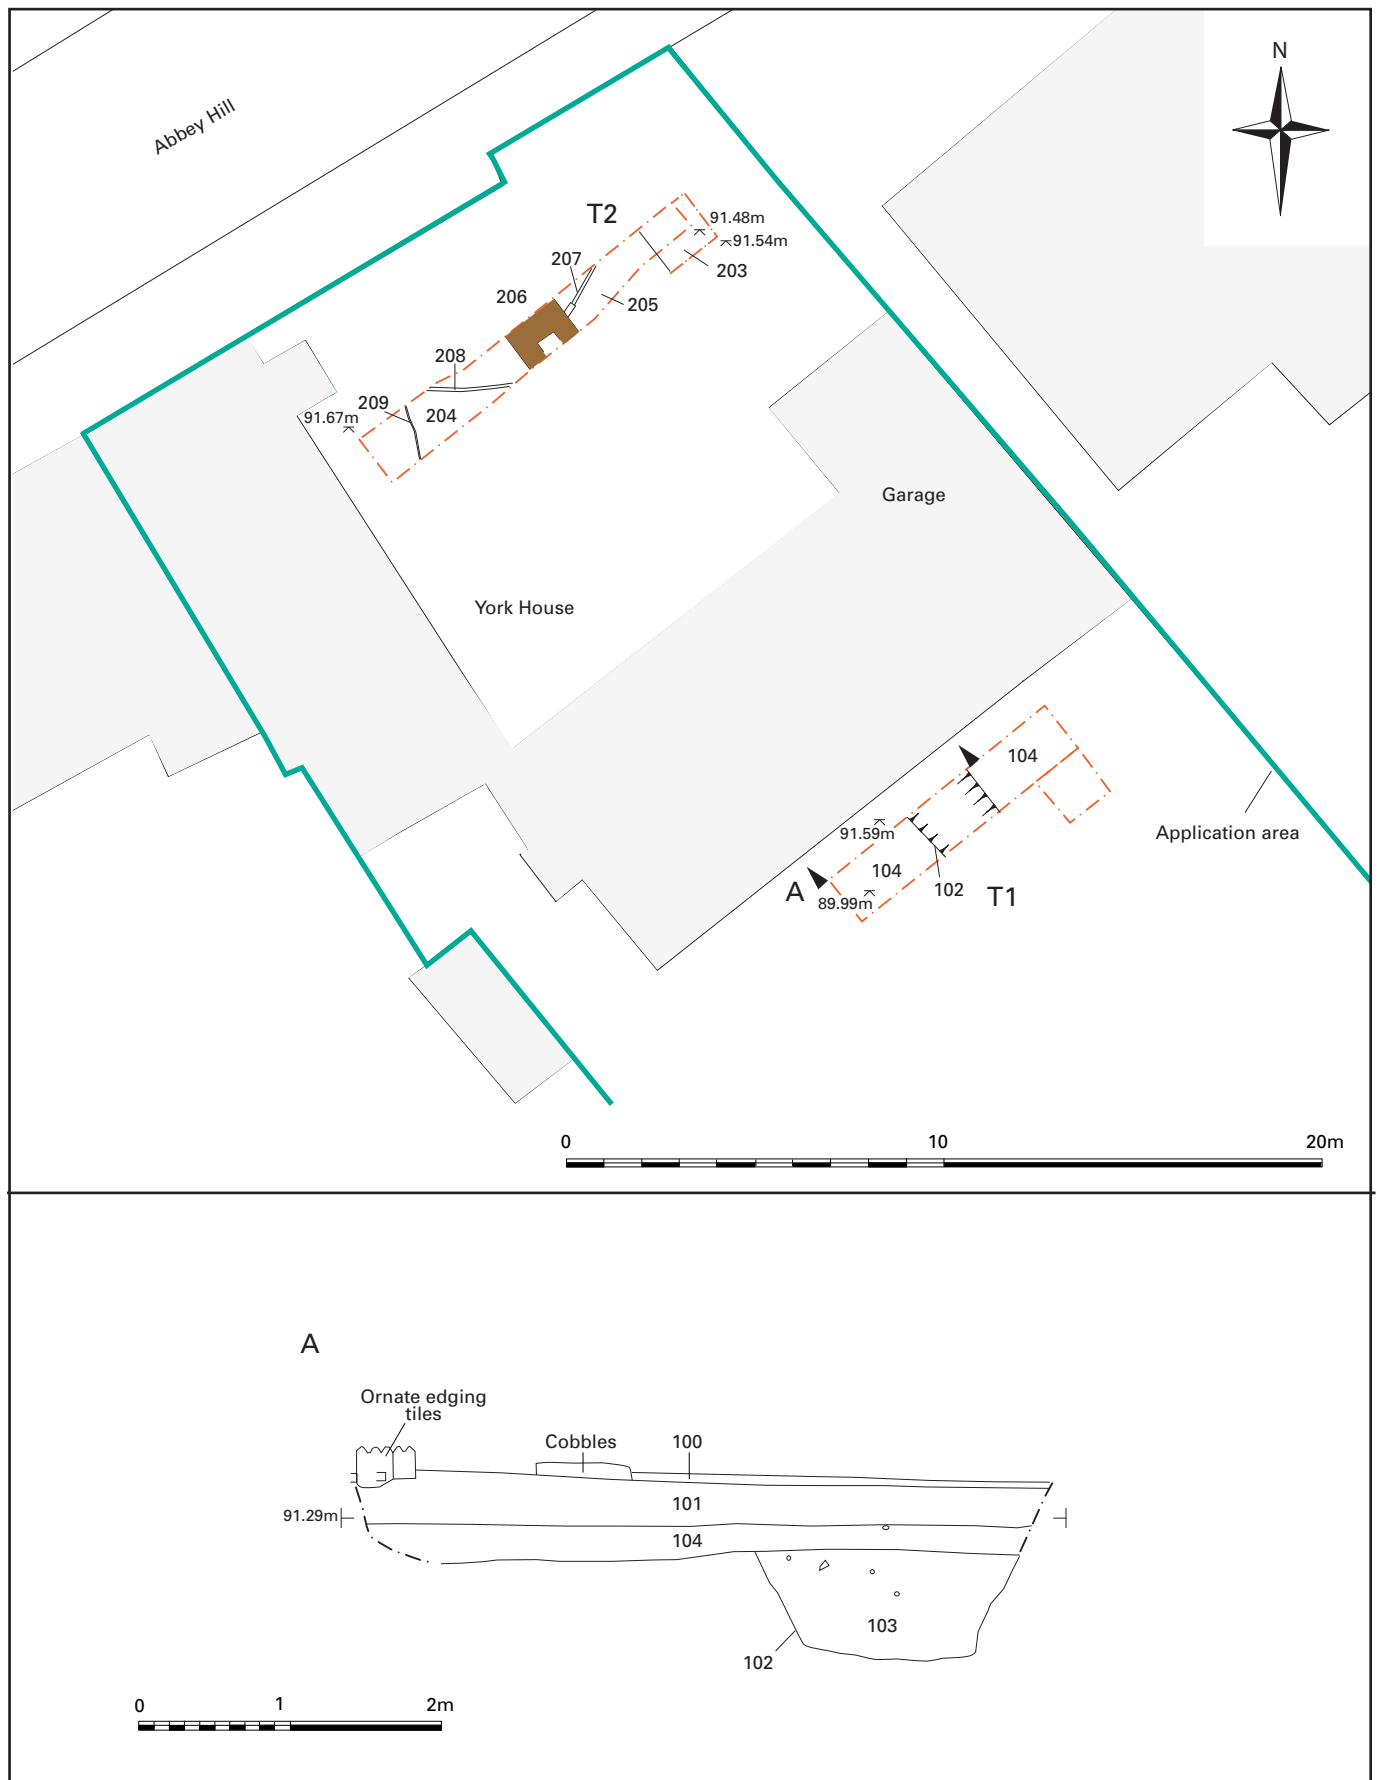 N
Abbey Hill
T2
91.48m
91.54m
207
203
206
205
208
209
204
91.67m
Garage
York House
104
91.59m
Application area
104
A
102
T1
89.99m
0 10 20m
A
Ornate edging
tiles
Cobbles
100
101
91.29m
104
103
102
0 1 2m